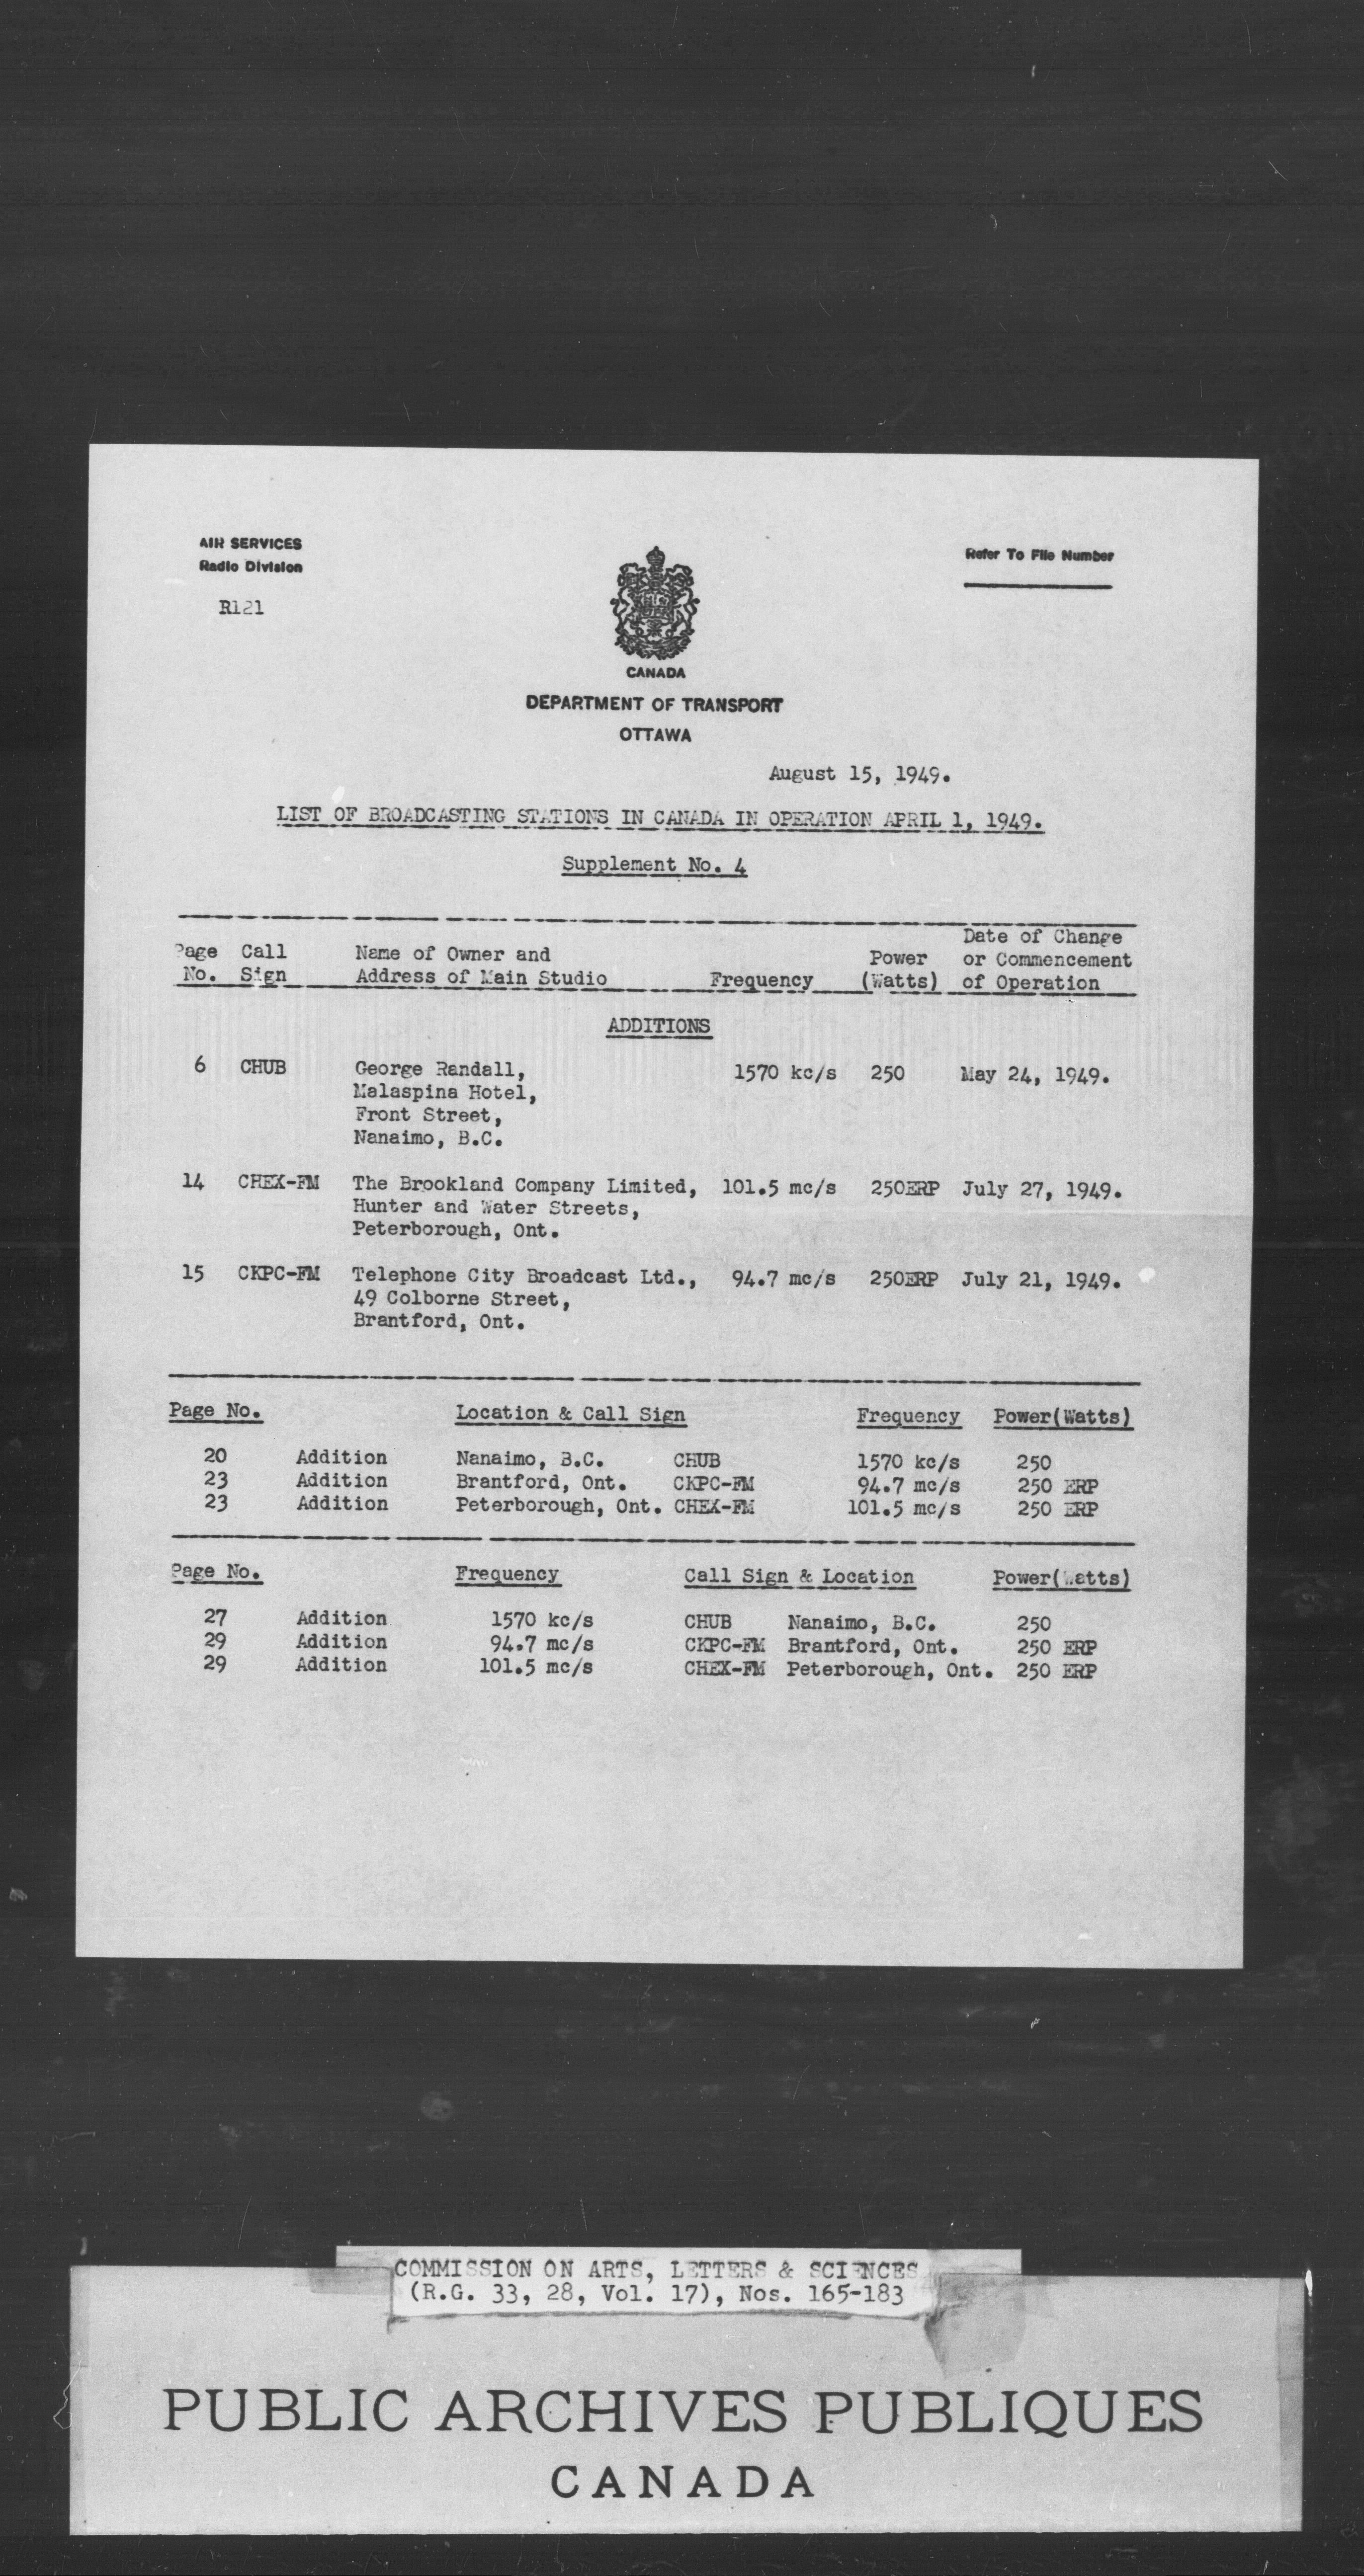 AIR SERVICES
Radio Division
R121
Refer To File Number
CANADA
DEPARTMENT OF TRANSPORT
OTTAWA
August 15, 1949.
LIST OF BROADCASTING STATIONS IN CANADA IN OPERATION APRIL 1, 1949.
Supplement No. 4
Page Call Name of Owner and Power Date of Change or Commencement
No. Sign Address of Main Studio Frequency (Watts) of Operation
ADDITIONS
6 CHUB George Randall, 1570 kc/s 250 May 24, 1949.
Malaspina Hotel,
Front Street,
Nanaimo, B.C.
14 CHEX-FM The Brookland Company Limited, 101.5 mc/s 250ERP July 27, 1949.
Hunter and Water Streets,
Peterborough, Ont.
15 CKPC-FM Telephone City Broadcast Ltd., 94.7 mc/s 250ERP July 21, 1949.
49 Colborne Street,
Brantford, Ont.
Page No. Location & Call Sign Frequency Power(Watts)
20 Addition Nanaimo, B.C. CHUB 1570 kc/s 250
23 Addition Brantford, Ont. CKPC-FM 94.7 mc/s 250 ERP
23 Addition Peterborough, Ont. CHEX-FM 101.5 mc/s 250 ERP
Page No. Frequency Call Sign & Location Power(Watts)
27 Addition 1570 kc/s CHUB Nanaimo, B.C. 250
29 Addition 94.7 mc/s CKPC-FM Brantford, Ont. 250 ERP
29 Addition 101.5 mc/s CHEX-FM Peterborough, Ont. 250 ERP
COMMISSION ON ARTS, LETTERS & SCIENCES
(R.G. 33, 28, Vol. 17), Nos. 165-183
PUBLIC ARCHIVES PUBLIQUES
CANADA